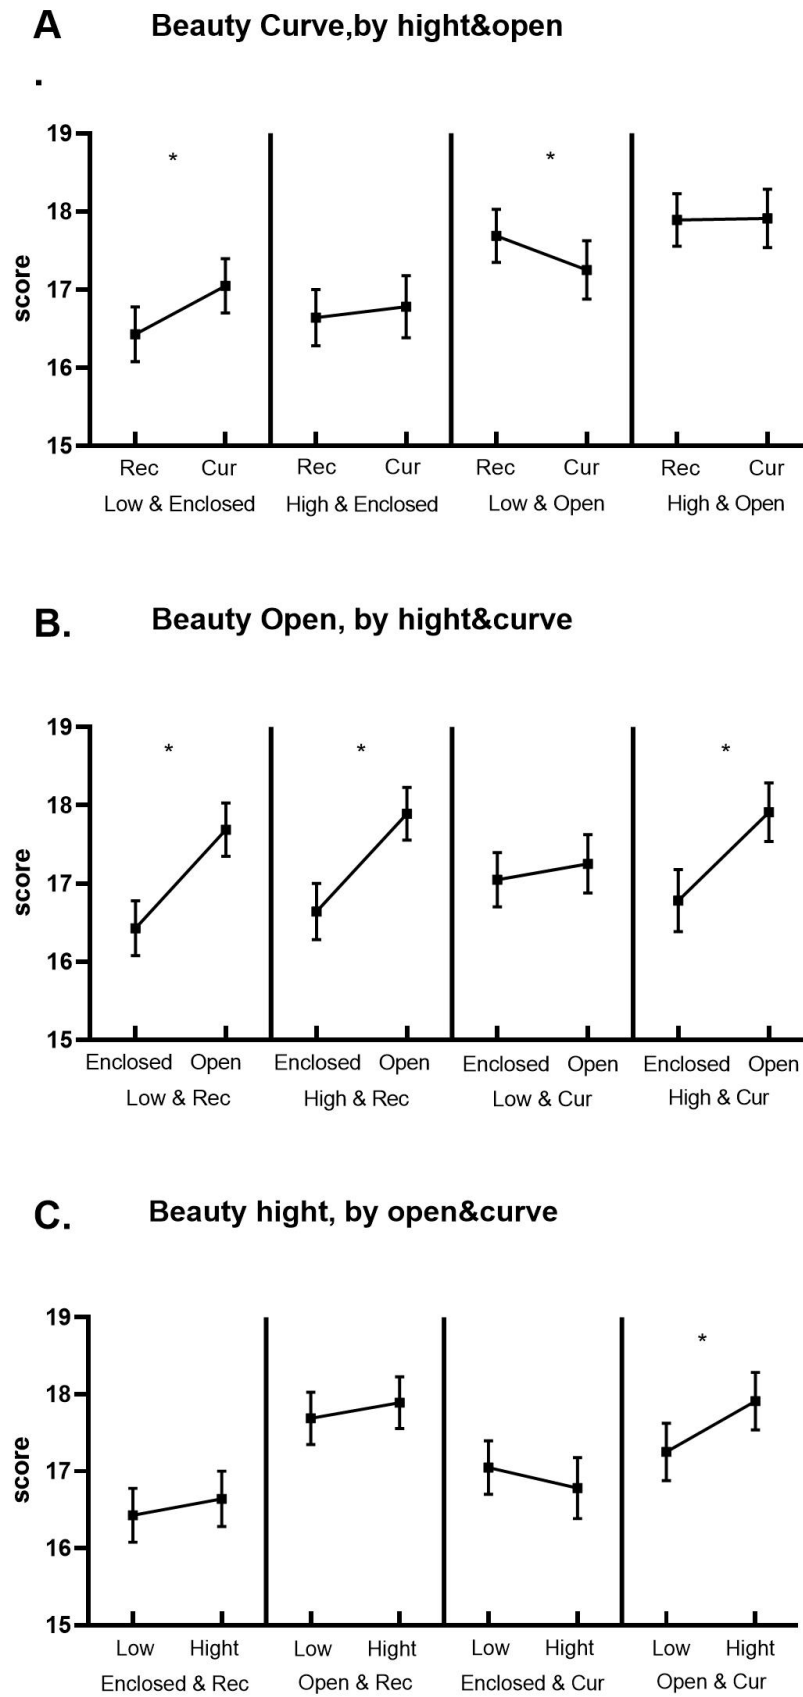 A Beauty Curve,by hight&open
.
19
* *
18
17
16
15
score
Rec Cur Rec Cur Rec Cur Rec Cur
Low & Enclosed High & Enclosed Low & Open High & Open
B. Beauty Open, by hight&curve
19
* * *
18
17
16
15
score
Enclosed Open Enclosed Open Enclosed Open Enclosed Open
Low & Rec High & Rec Low & Cur High & Cur
C. Beauty hight, by open&curve
19
*
18
17
16
15
score
Low Hight Low Hight Low Hight Low Hight
Enclosed & Rec Open & Rec Enclosed & Cur Open & Cur